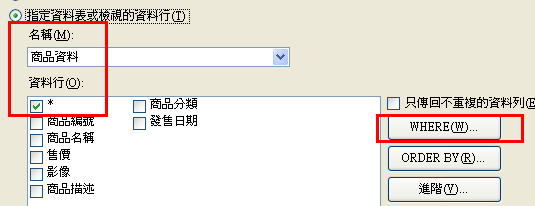 指定資料表或檢視的資料行(T)
名稱(M):
商品資料
資料行(O):
*
商品分類
只傳回不重複的資料列(E
商品編號
發售日期
WHERE(W)...
商品名稱
售價
ORDER BY(R)...
影像
商品描述
進階(V)...